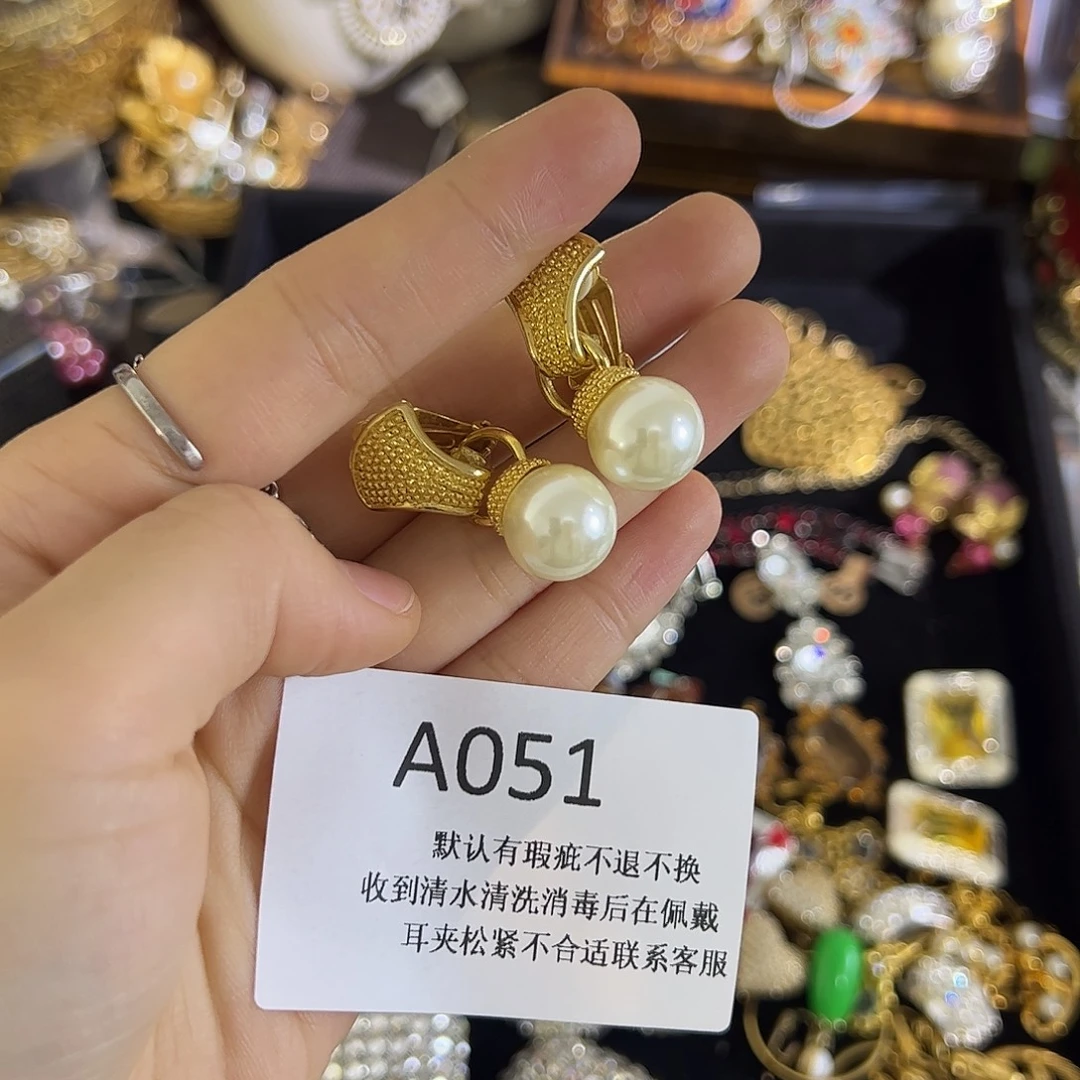 A051
默认有瑕疵不退不换
收到清水清洗消毒后在佩戴
耳夹松紧不合适联系客服